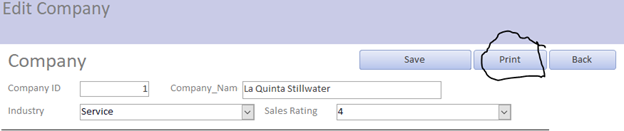 Edit Company
Company Save Print Back
Company ID 1 Company_Nam La Quinta Stillwater
Industry Service Sales Rating 4